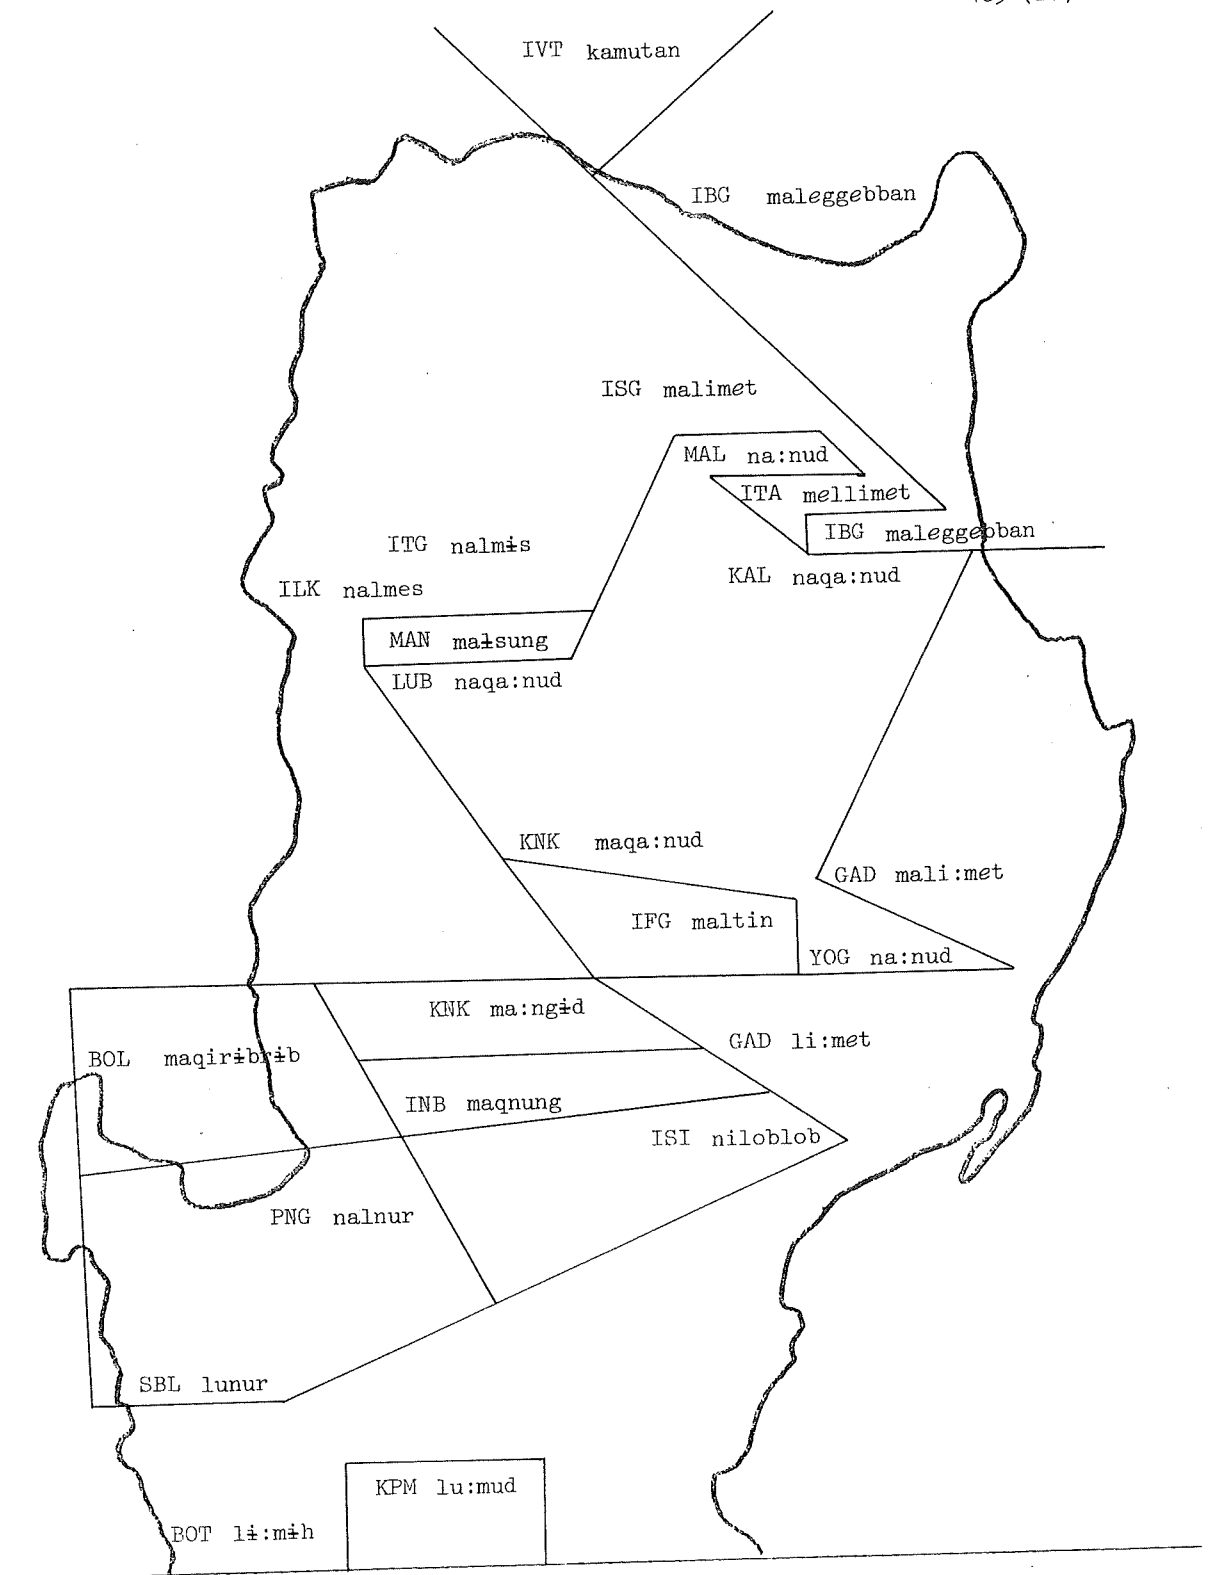 IVT kamutan
IBG maleggebban
ISG malimet
MAL na:nud
ITA mellimet
IBG maleggebban
ITG nalmɨs
KAL naqa:nud
ILK nalmes
MAN maɨsung
LUB naqa:nud
KNK maqa:nud
GAD mali:met
IFG maltin
YOG na:nud
KNK ma:ngɨd
GAD li:met
BOL maqirɨbrɨb
INB maqnung
ISI niloblob
PNG nalnur
SBL lunur
KPM lu:mud
BOT lɨ:mɨh